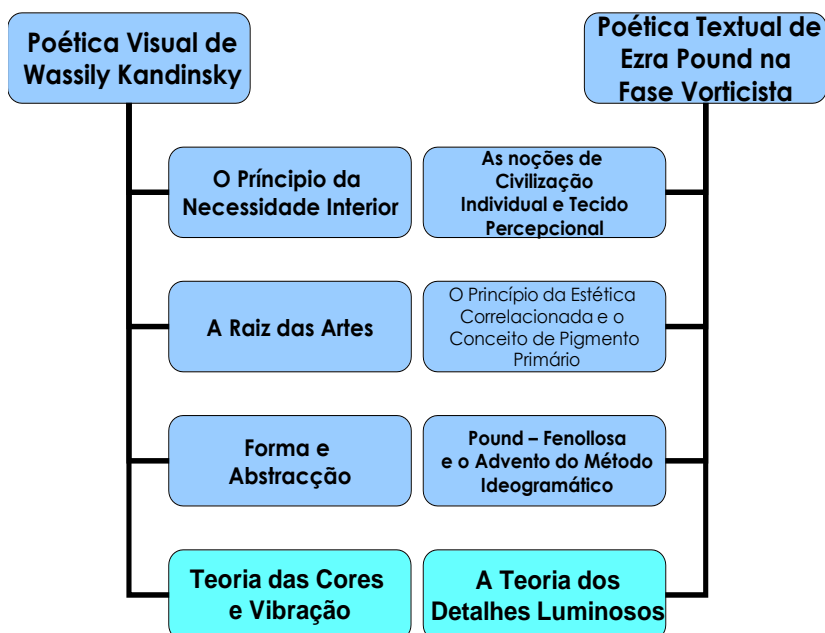 Poética Visual de
Wassily Kandinsky
Poética Textual de
Ezra Pound na
Fase Vorticista
O Príncipio da
Necessidade Interior
As noções de
Civilização
Individual e Tecido
Percepcional
A Raiz das Artes
O Princípio da Estética
Correlacionada e o
Conceito de Pigmento
Primário
Forma e
Abstracção
Pound – Fenollosa
e o Advento do Método
Ideogramático
Teoria das Cores
e Vibração
A Teoria dos
Detalhes Luminosos